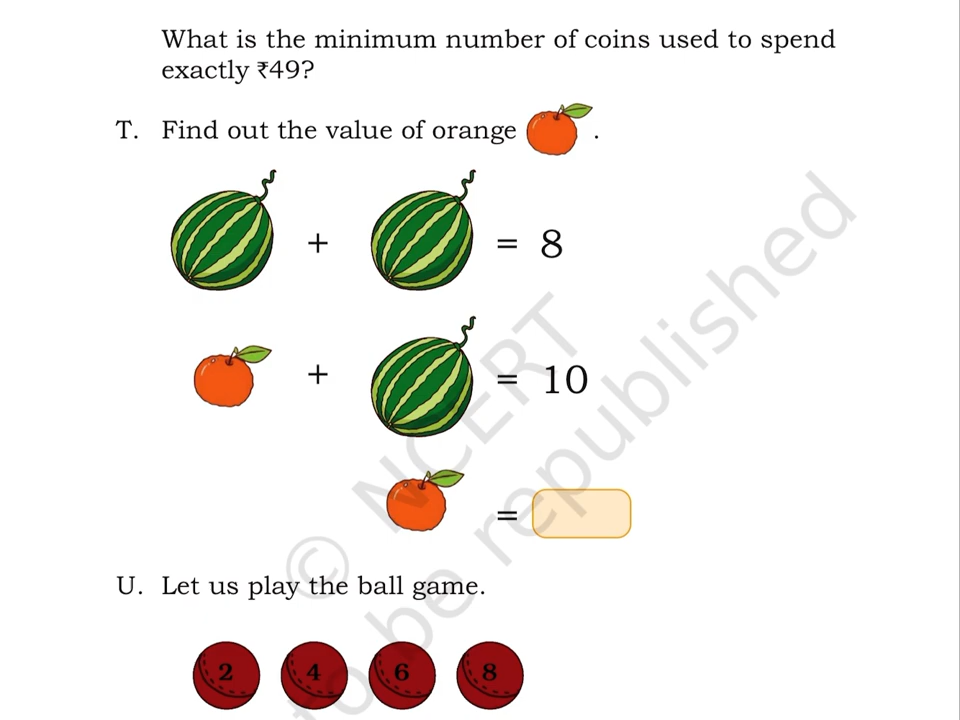 What is the minimum number of coins used to spend
exactly ₹49?
T. Find out the value of orange .
+ = 8
+ = 10
=
U. Let us play the ball game.
2 4 6 8
© NCERT
to be republished